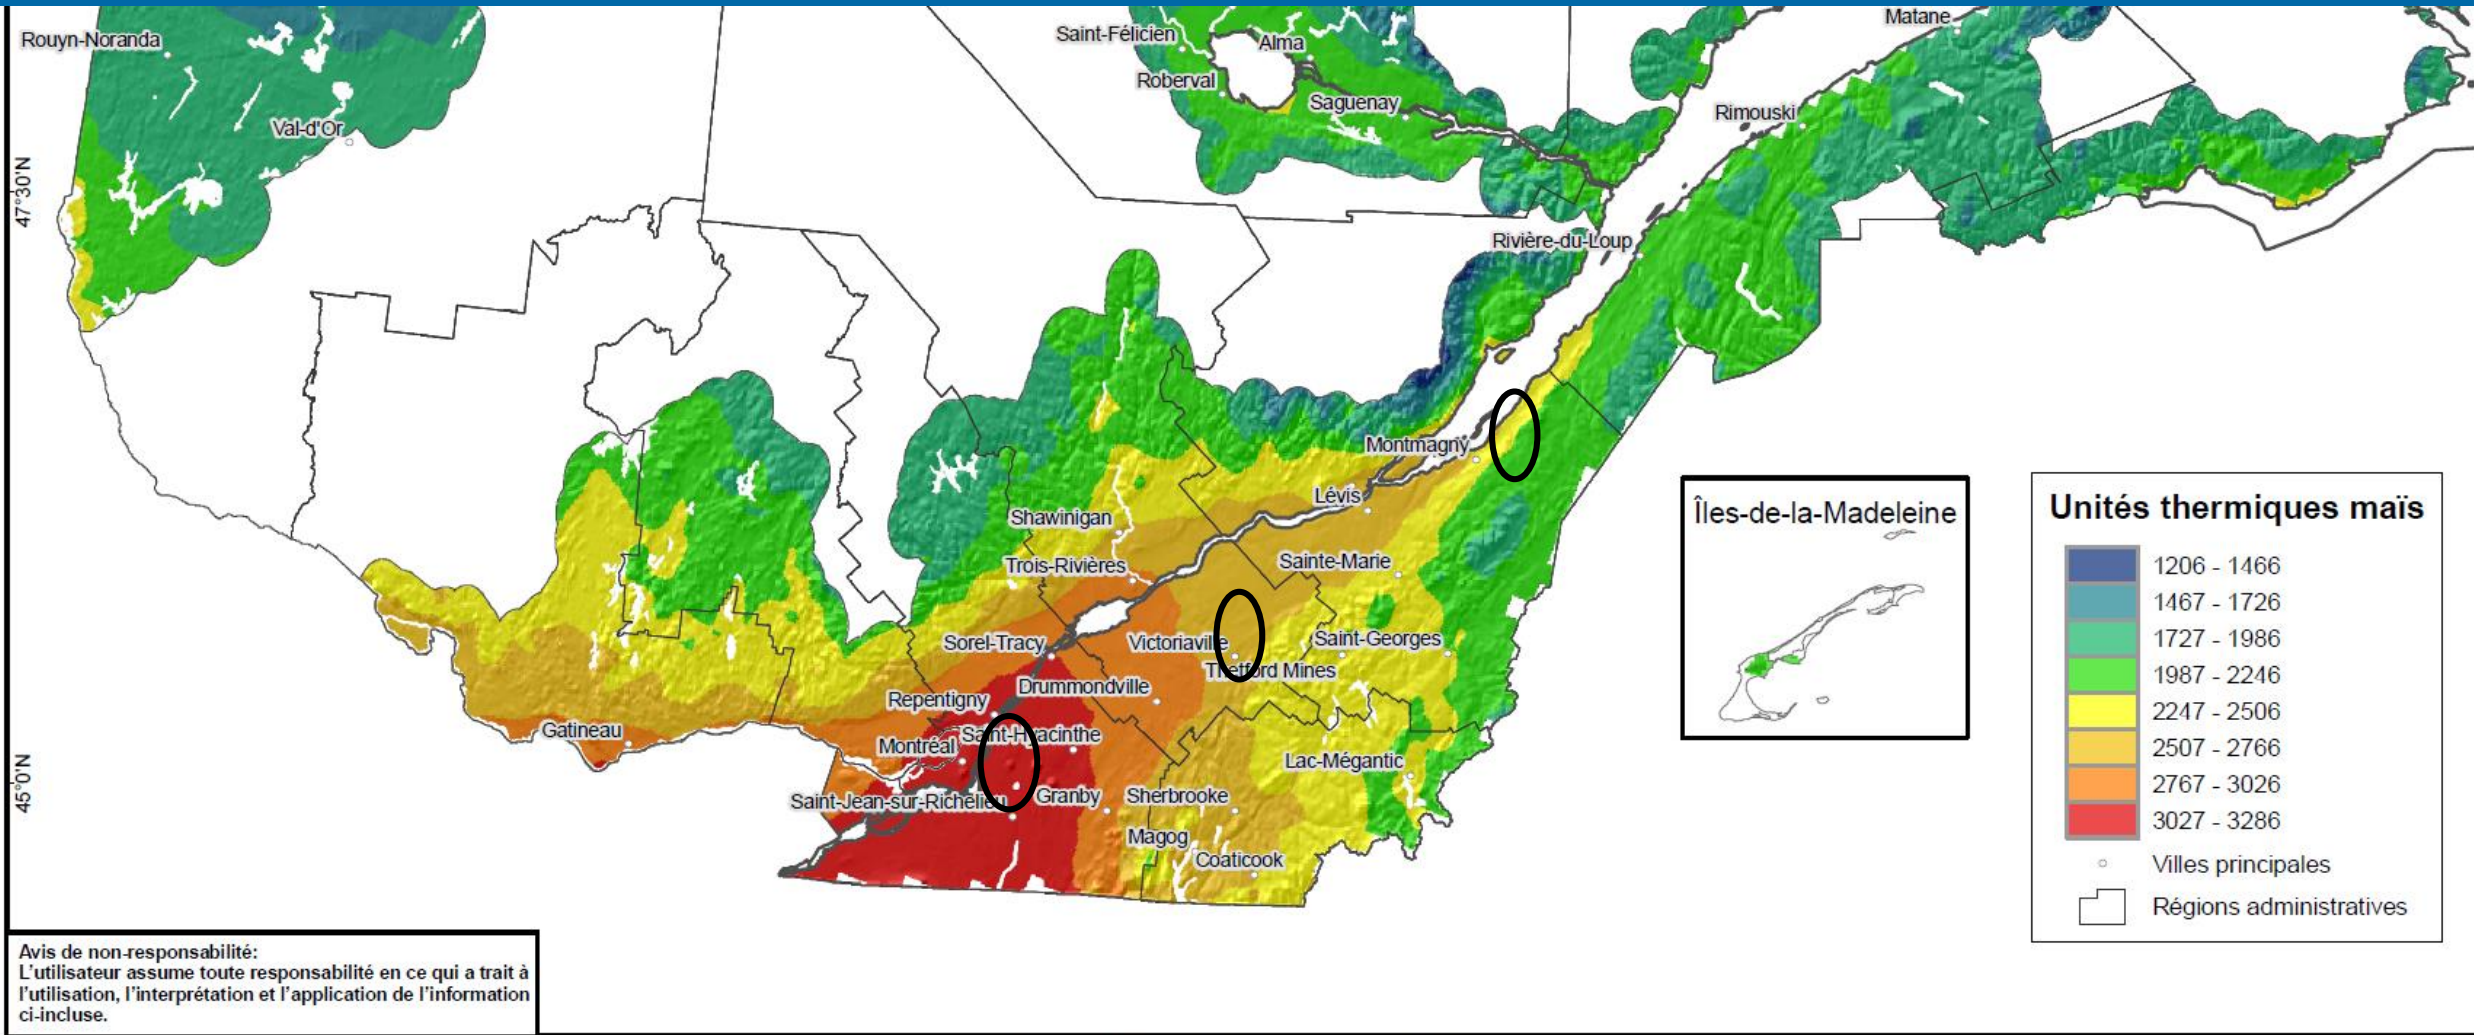 Matane
Rouyn-Noranda
Saint-Félicien
Alma
Roberval
Saguenay
Rimouski
Val-d'Or
47°30'N
Rivière-du-Loup
Montmagny
Lévis
Shawinigan
Sainte-Marie
Trois-Rivières
Sorel-Tracy
Victoriaville
Saint-Georges
Thetford Mines
Drummondville
Repentigny
Gatineau
Saint-Hyacinthe
Montréal
Lac-Mégantic
45°0'N
Saint-Jean-sur-Richelieu
Granby
Sherbrooke
Magog
Coaticook
Îles-de-la-Madeleine
Unités thermiques maïs
1206 - 1466
1467 - 1726
1727 - 1986
1987 - 2246
2247 - 2506
2507 - 2766
2767 - 3026
3027 - 3286
Villes principales
Régions administratives
Avis de non-responsabilité:
L'utilisateur assume toute responsabilité en ce qui a trait à
l'utilisation, l'interprétation et l'application de l'information
ci-incluse.